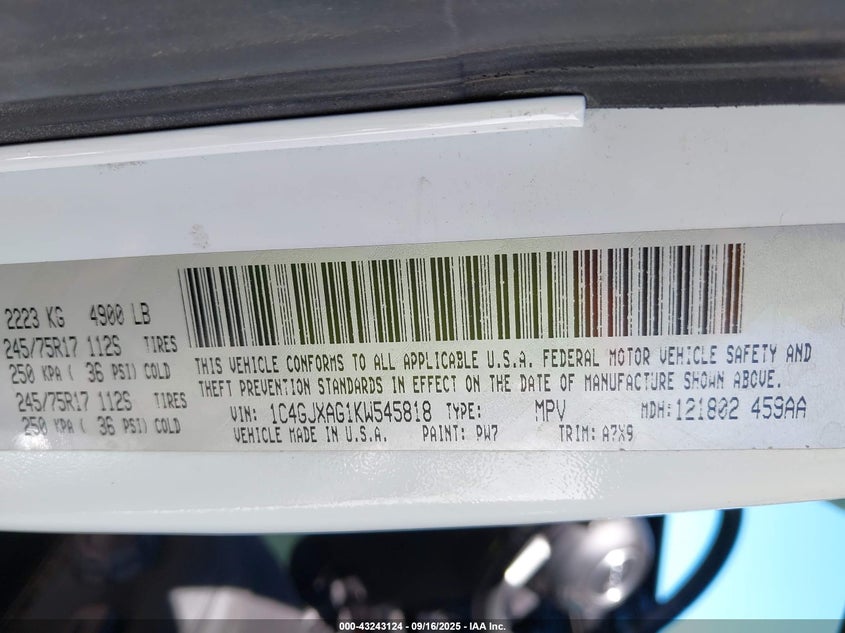 2223 KG 4900 LB
245/75R17 112S TIRES
250 KPA ( 36 PSI) COLD
245/75R17 112S TIRES
250 KPA ( 36 PSI) COLD
THIS VEHICLE CONFORMS TO ALL APPLICABLE U.S.A. FEDERAL MOTOR VEHICLE SAFETY AND
THEFT PREVENTION STANDARDS IN EFFECT ON THE DATE OF MANUFACTURE SHOWN ABOVE.
VIN: 1C4GJXAG1KW545818 TYPE: MPV MDH: 121802 459AA
VEHICLE MADE IN U.S.A. PAINT: PW7 TRIM: A7X9
000-43243124 - 09/16/2025 - IAA Inc.